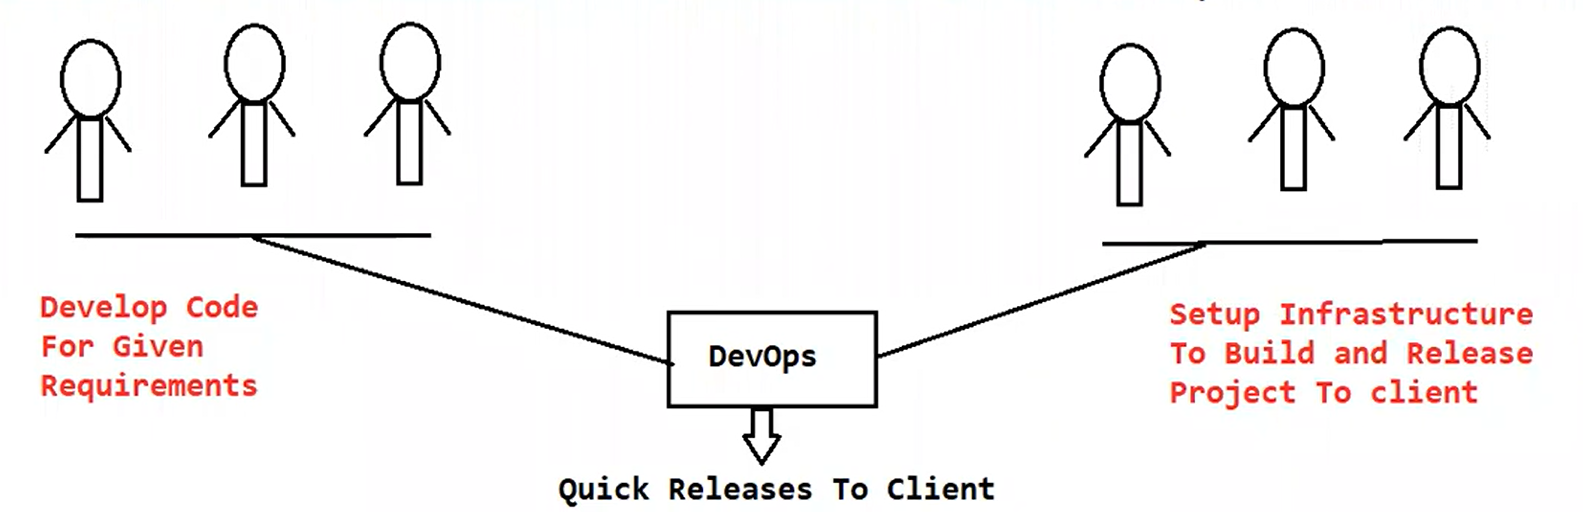 Develop Code
For Given
Requirements
Setup Infrastructure
To Build and Release
Project To client
DevOps
Quick Releases To Client